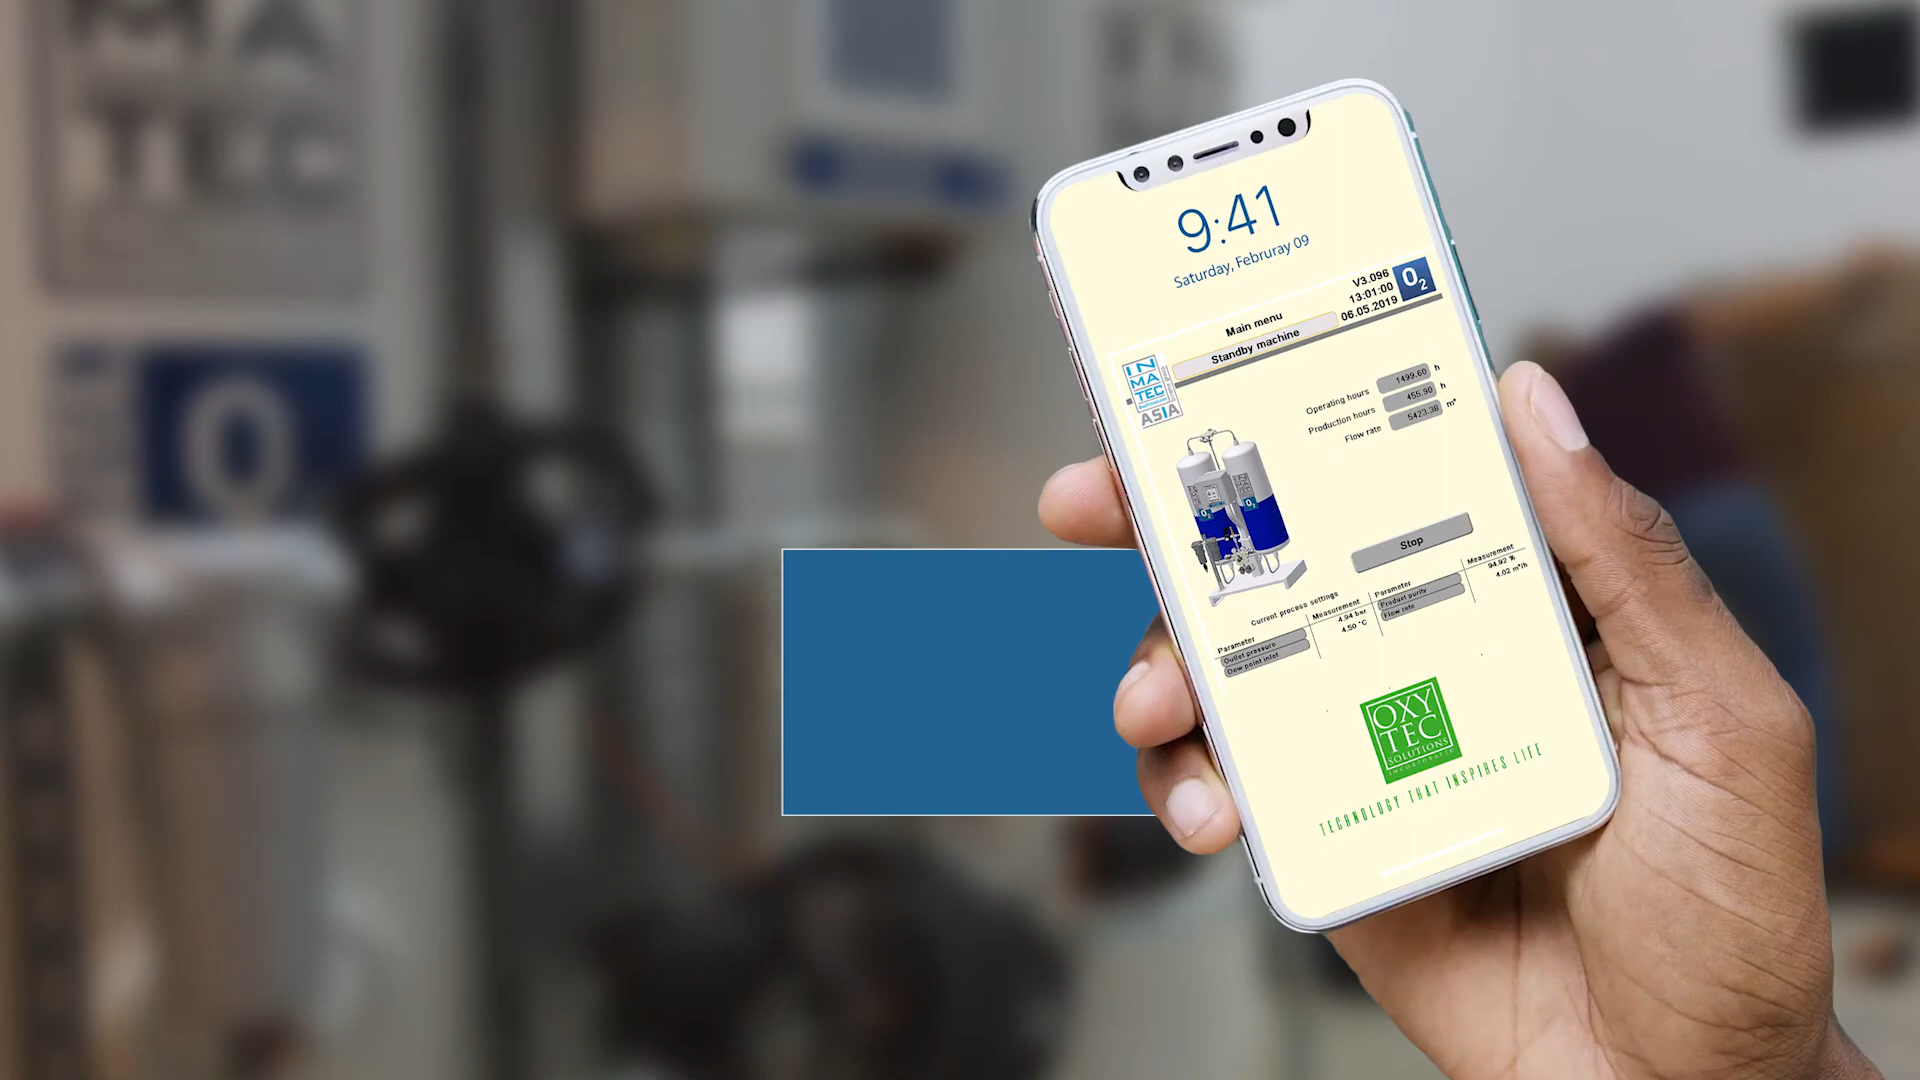 MA
TEC
O
9:41
Saturday, Februray 09
V3.096
13:01:00
06.05.2019
O2
Main menu
Standby machine
IN
MA
TEC
ASIA
Operating hours 1499.60 h
Production hours 455.90 h
Flow rate 5423.38 m³
Stop
Current process settings
Parameter Measurement
Outlet pressure 4.94 bar
Dew point inlet 4.50 °C
Parameter Measurement
Product purity 94.92 %
Flow rate 4.02 m³/h
OXY
TEC
SOLUTIONS
INCORPORATED
TECHNOLOGY THAT INSPIRES LIFE